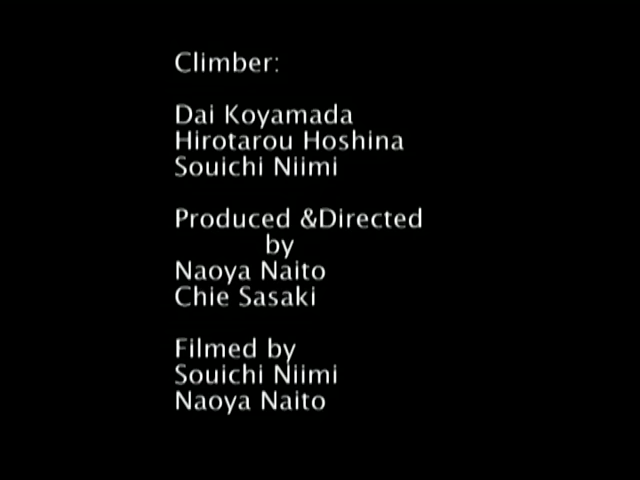 Climber:
Dai Koyamada
Hirotarou Hoshina
Souichi Niimi
Produced &Directed
by
Naoya Naito
Chie Sasaki
Filmed by
Souichi Niimi
Naoya Naito